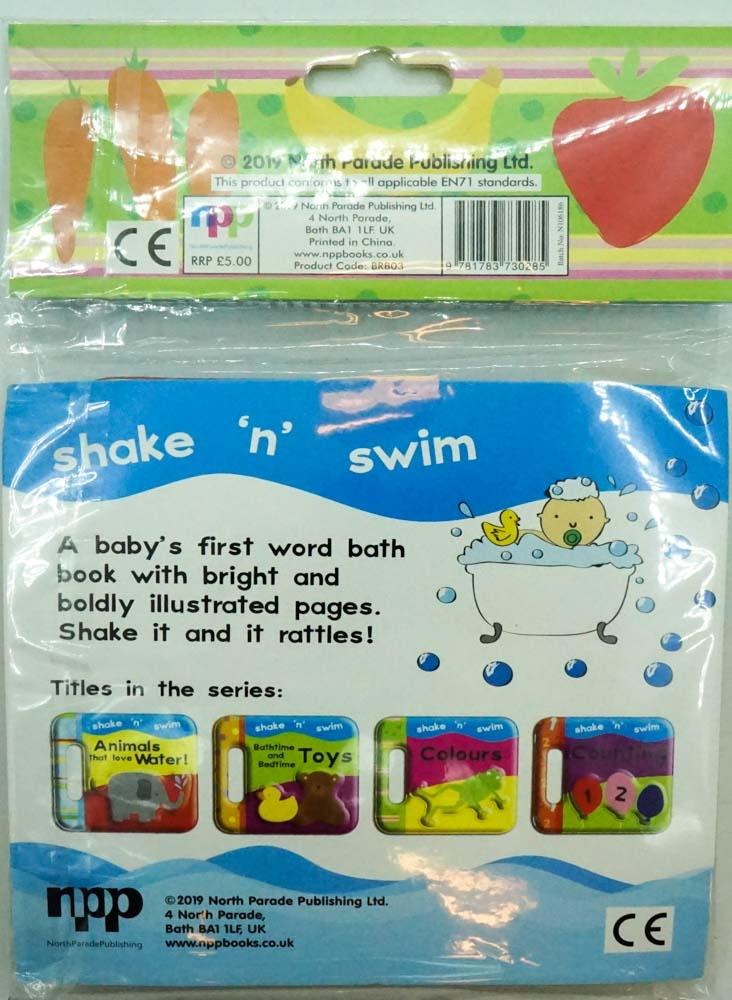 © 2019 North Parade Publishing Ltd.
This product conforms to all applicable EN71 standards.
CE
npp
NorthParadePublishing
RRP £5.00
© 2019 North Parade Publishing Ltd.
4 North Parade,
Bath BA1 1LF. UK
Printed in China.
www.nppbooks.co.uk
Product Code: BR803
9 781783 730285
Batch No.
shake 'n' swim
A baby's first word bath
book with bright and
boldly illustrated pages.
Shake it and it rattles!
Titles in the series:
shake 'n' swim
Animals
that love Water!
shake 'n' swim
Bathtime
and
Bedtime
Toys
shake 'n' swim
Colours
shake 'n' swim
Counting
1 2
npp
NorthParadePublishing
©2019 North Parade Publishing Ltd.
4 North Parade,
Bath BA1 1LF, UK
www.nppbooks.co.uk
CE